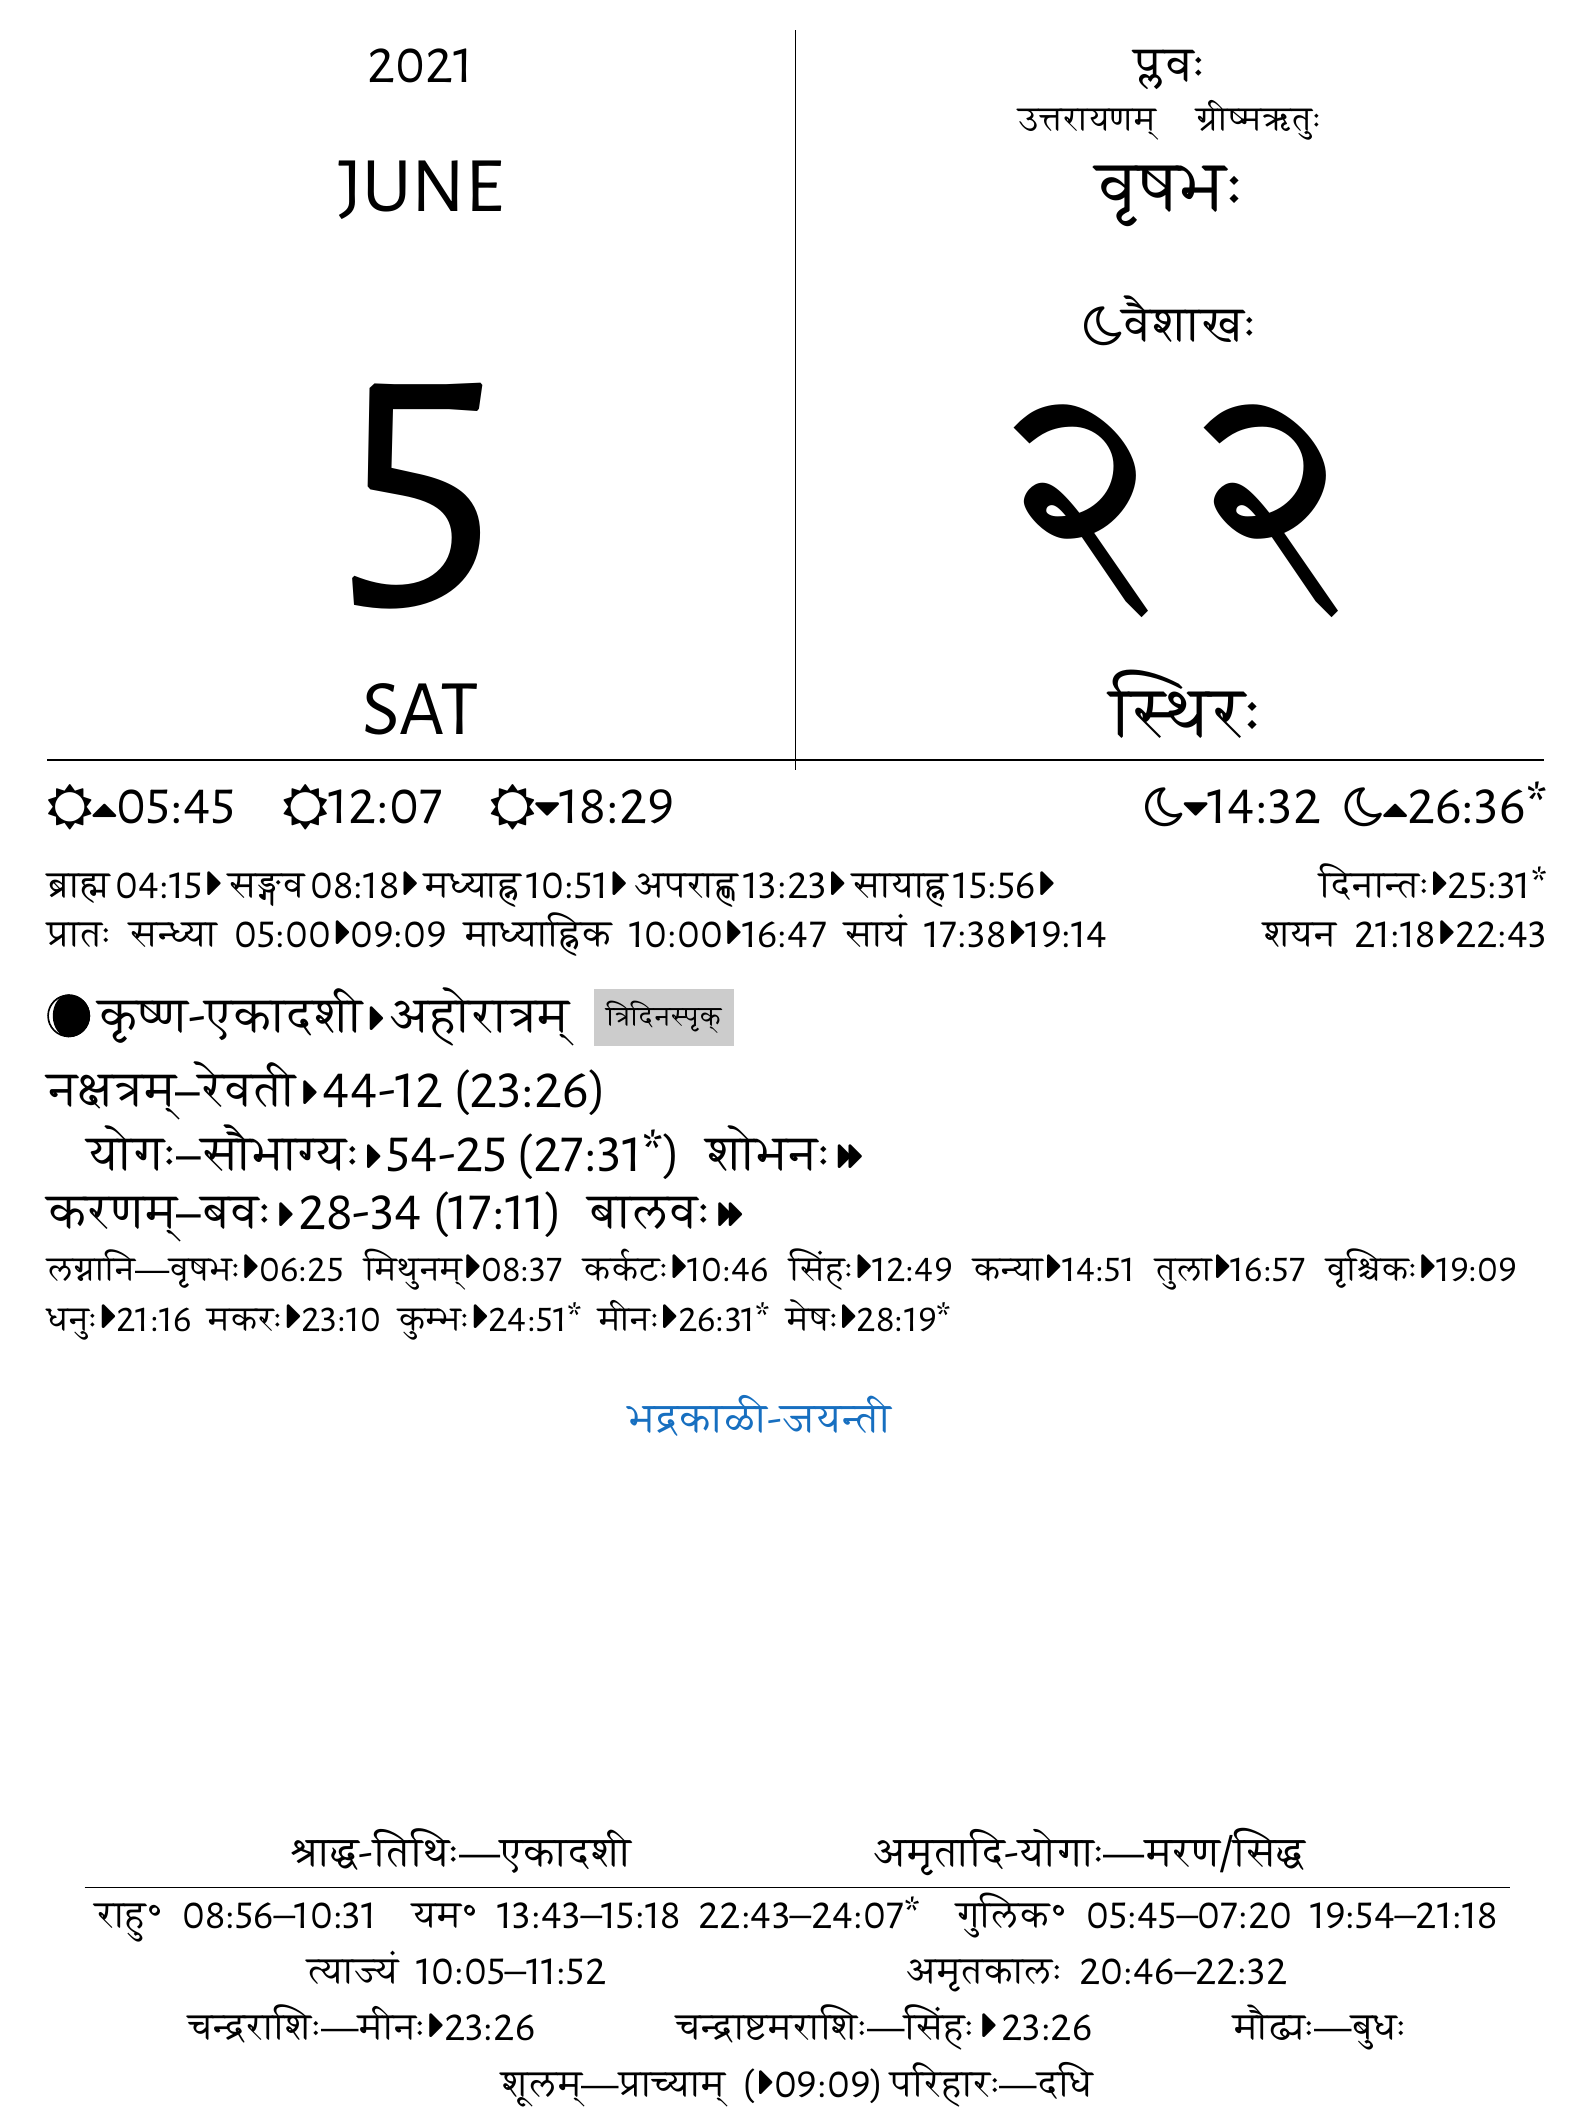 2021
JUNE
5
SAT
प्लवः
उत्तरायणम् ग्रीष्मऋतुः
वृषभः
वैशाखः
२२
स्थिरः
05:45 12:07 18:29 14:32 26:36*
ब्राह्म 04:15 सङ्गव 08:18 मध्याह्न 10:51 अपराह्ण 13:23 सायाह्न 15:56 दिनान्तः 25:31*
प्रातः सन्ध्या 05:00 09:09 माध्याह्निक 10:00 16:47 सायं 17:38 19:14 शयन 21:18 22:43
कृष्ण-एकादशी अहोरात्रम् त्रिदिनस्पृक्
नक्षत्रम्–रेवती 44-12 (23:26)
योगः–सौभाग्यः 54-25 (27:31*) शोभनः
करणम्–बवः 28-34 (17:11) बालवः
लग्नानि—वृषभः 06:25 मिथुनम् 08:37 कर्कटः 10:46 सिंहः 12:49 कन्या 14:51 तुला 16:57 वृश्चिकः 19:09
धनुः 21:16 मकरः 23:10 कुम्भः 24:51* मीनः 26:31* मेषः 28:19*
भद्रकाळी-जयन्ती
श्राद्ध-तिथिः—एकादशी अमृतादि-योगाः—मरण/सिद्ध
राहु॰ 08:56–10:31 यम॰ 13:43–15:18 22:43–24:07* गुलिक॰ 05:45–07:20 19:54–21:18
त्याज्यं 10:05–11:52 अमृतकालः 20:46–22:32
चन्द्रराशिः—मीनः 23:26 चन्द्राष्टमराशिः—सिंहः 23:26 मौढ्यः—बुधः
शूलम्—प्राच्याम् ( 09:09) परिहारः—दधि